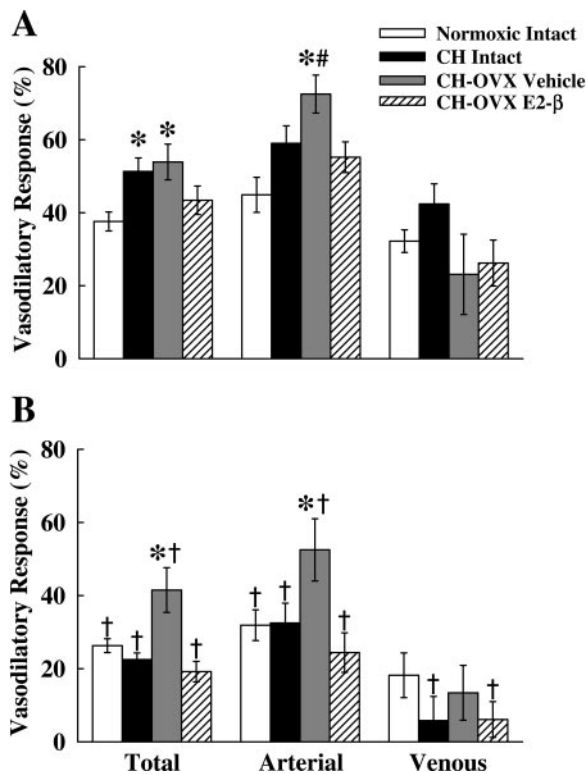 A
Normoxic Intact
CH Intact
CH-OVX Vehicle
CH-OVX E2-β
Vasodilatory Response (%)
80
60
40
20
0
* *
*#
B
Vasodilatory Response (%)
80
60
40
20
0
† † *† †
† † *† †
† †
Total Arterial Venous